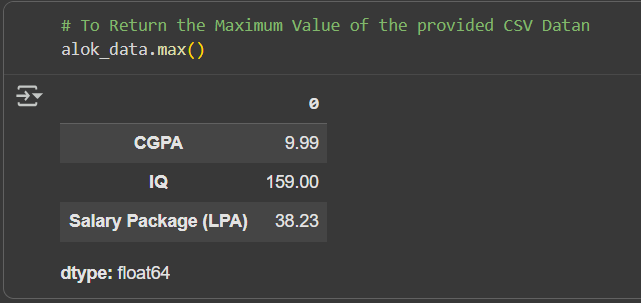 # To Return the Maximum Value of the provided CSV Datan
alok_data.max()
0
CGPA 9.99
IQ 159.00
Salary Package (LPA) 38.23
dtype: float64